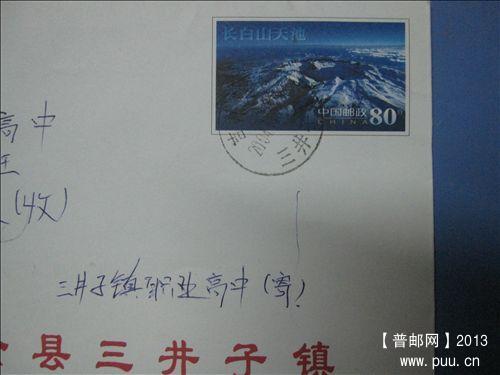 长白山天池
中国邮政 80
CHINA
三井
高中
(收)
三井子镇职业高中(寄)
县三井子镇
【普邮网】2013
www.puu.cn